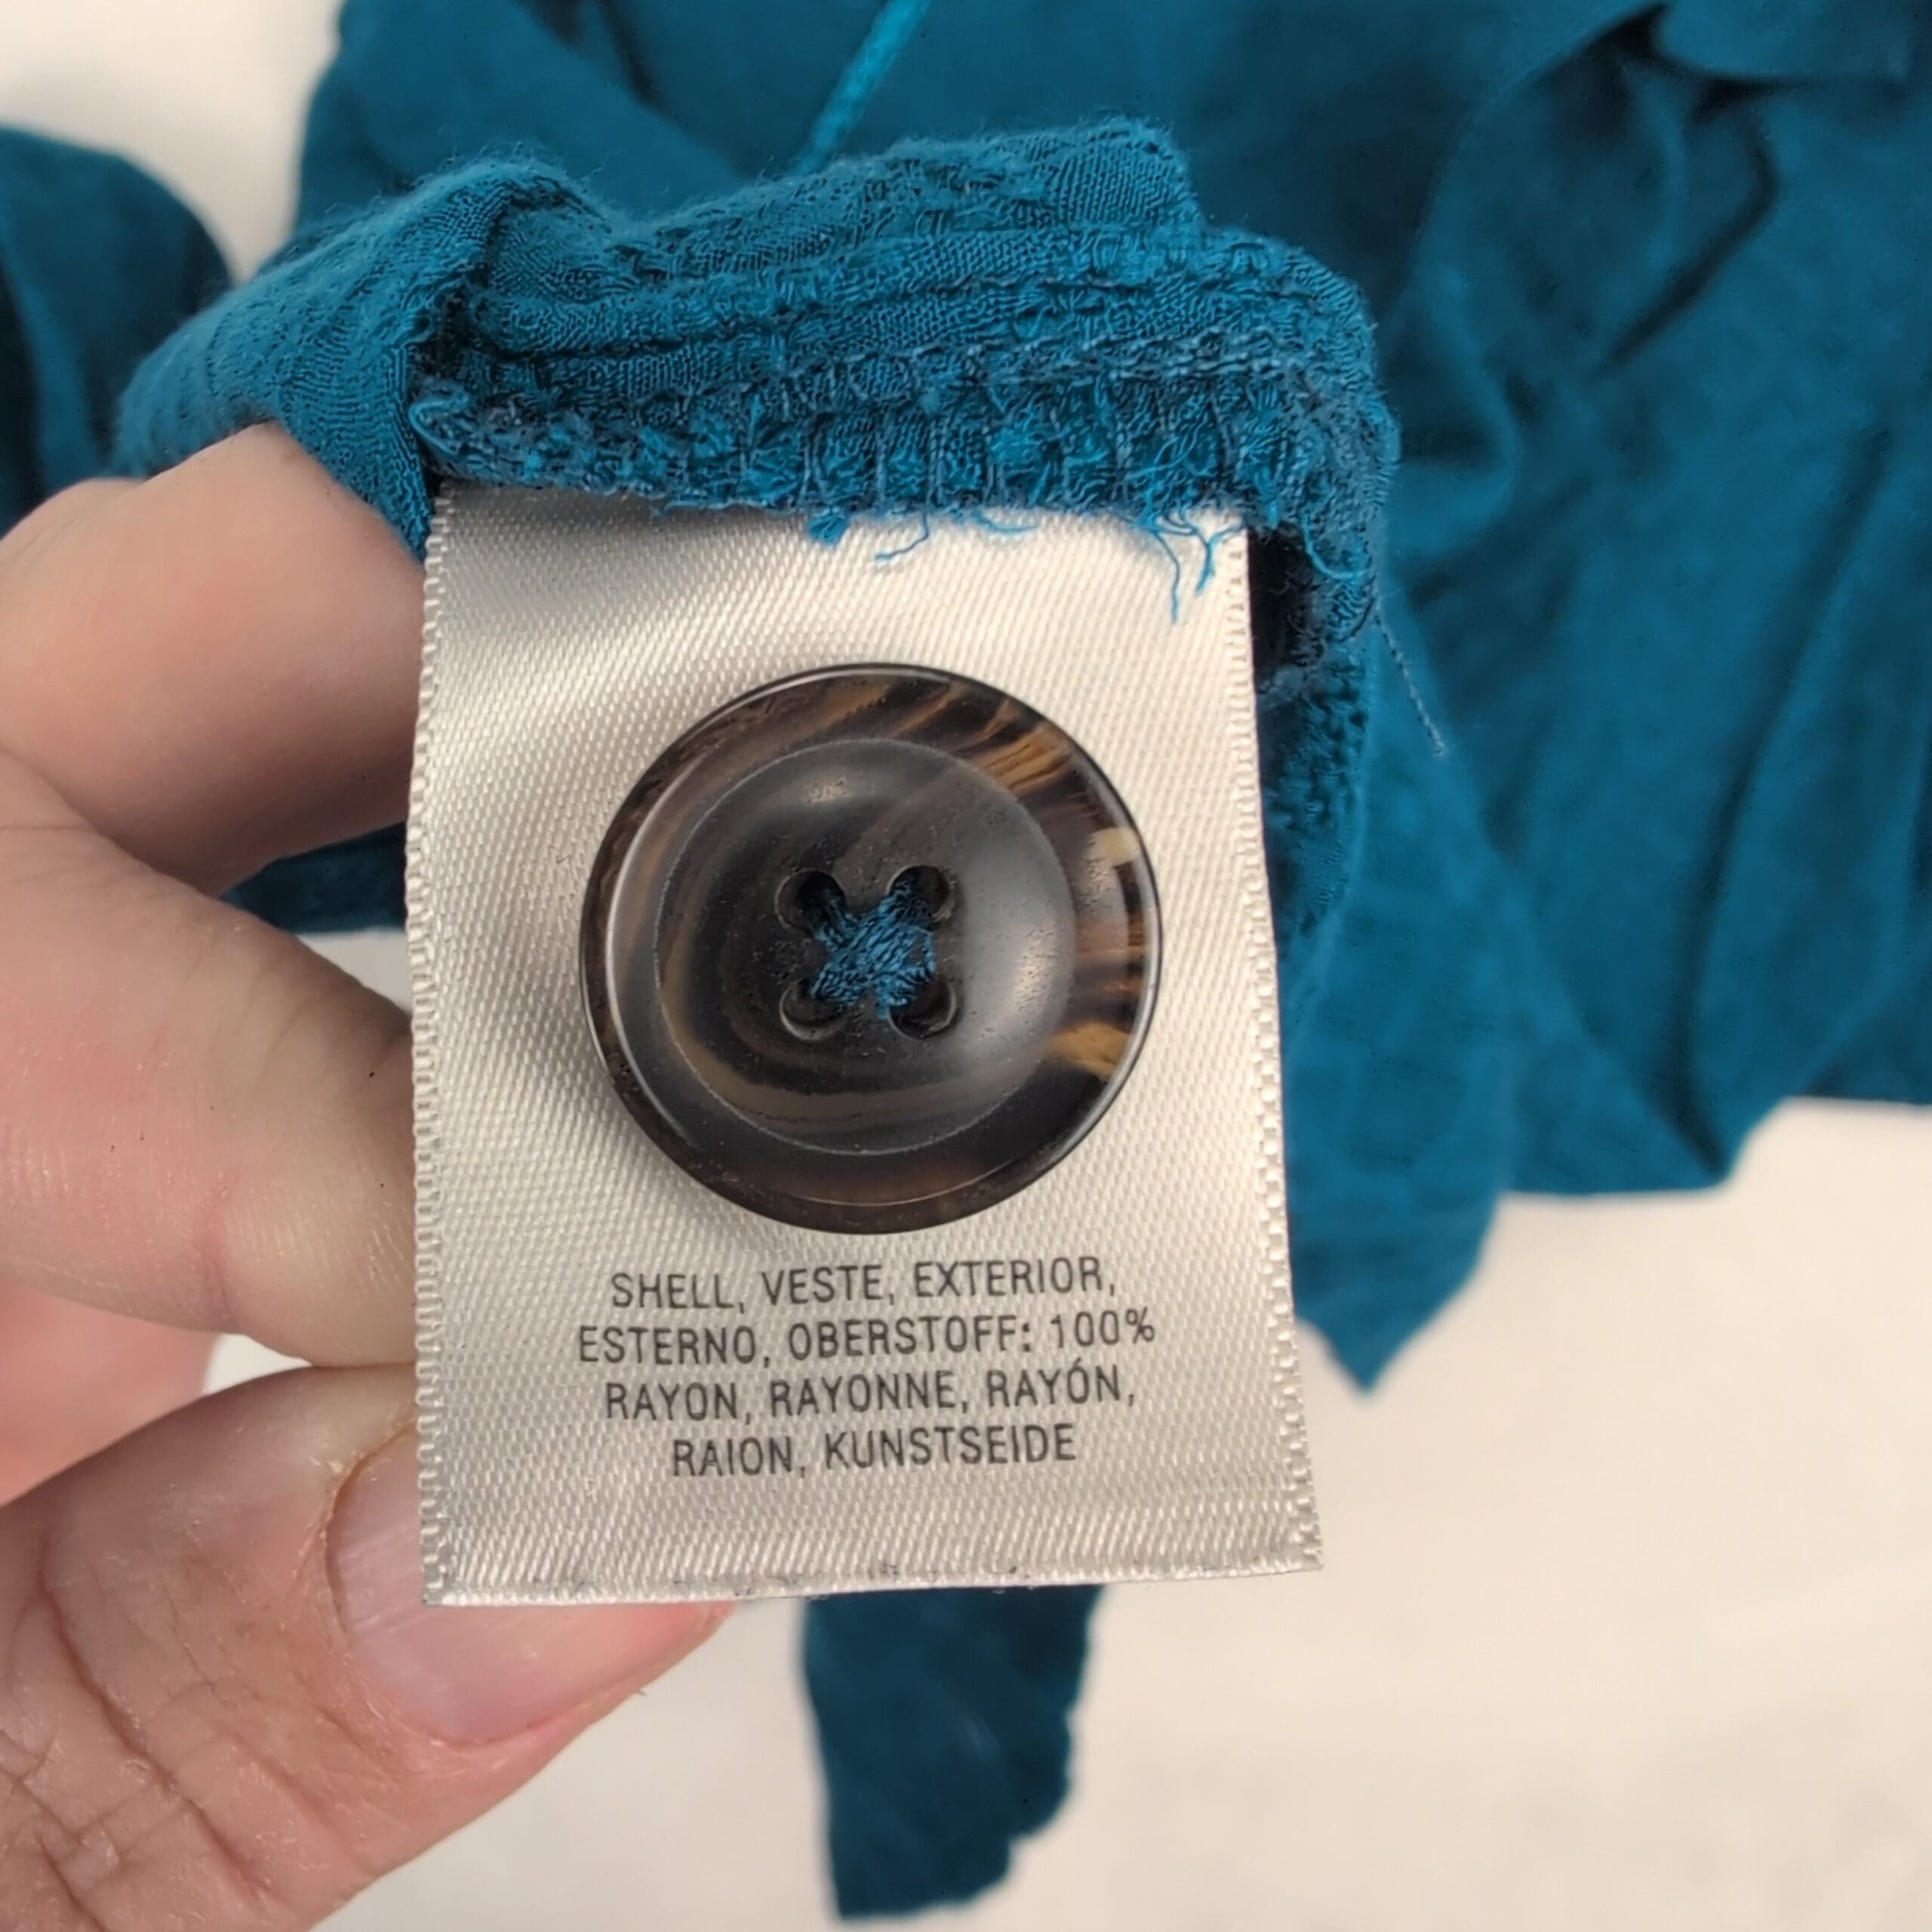 SHELL, VESTE, EXTERIOR,
ESTERNO, OBERSTOFF: 100%
RAYON, RAYONNE, RAYÓN,
RAION, KUNSTSEIDE